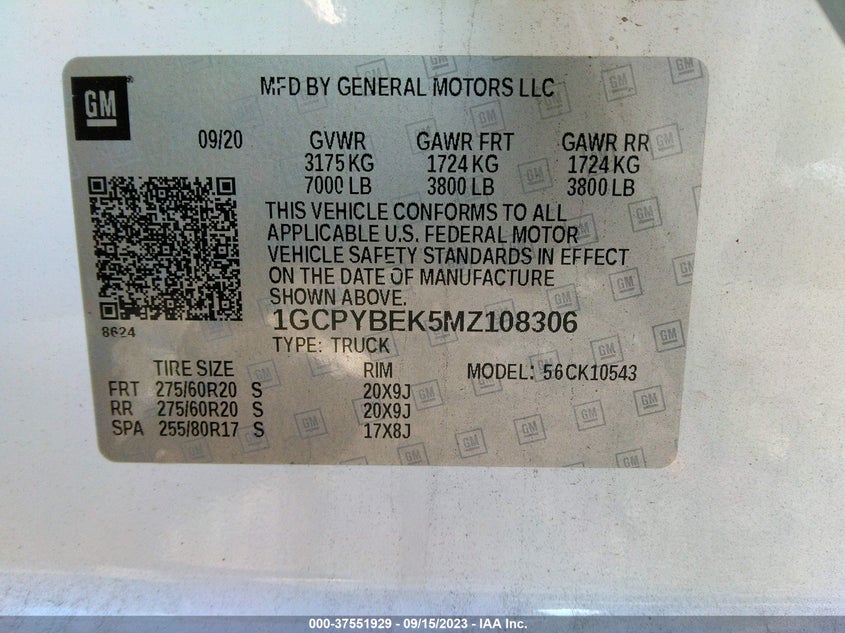 GM
MFD BY GENERAL MOTORS LLC
09/20 GVWR GAWR FRT GAWR RR
3175 KG 1724 KG 1724 KG
7000 LB 3800 LB 3800 LB
THIS VEHICLE CONFORMS TO ALL
APPLICABLE U.S. FEDERAL MOTOR
VEHICLE SAFETY STANDARDS IN EFFECT
ON THE DATE OF MANUFACTURE
SHOWN ABOVE.
8624
1GCPYBEK5MZ108306
TYPE: TRUCK
TIRE SIZE RIM MODEL: 56CK10543
FRT 275/60R20 S 20X9J
RR 275/60R20 S 20X9J
SPA 255/80R17 S 17X8J
000-37551929 - 09/15/2023 - IAA Inc.